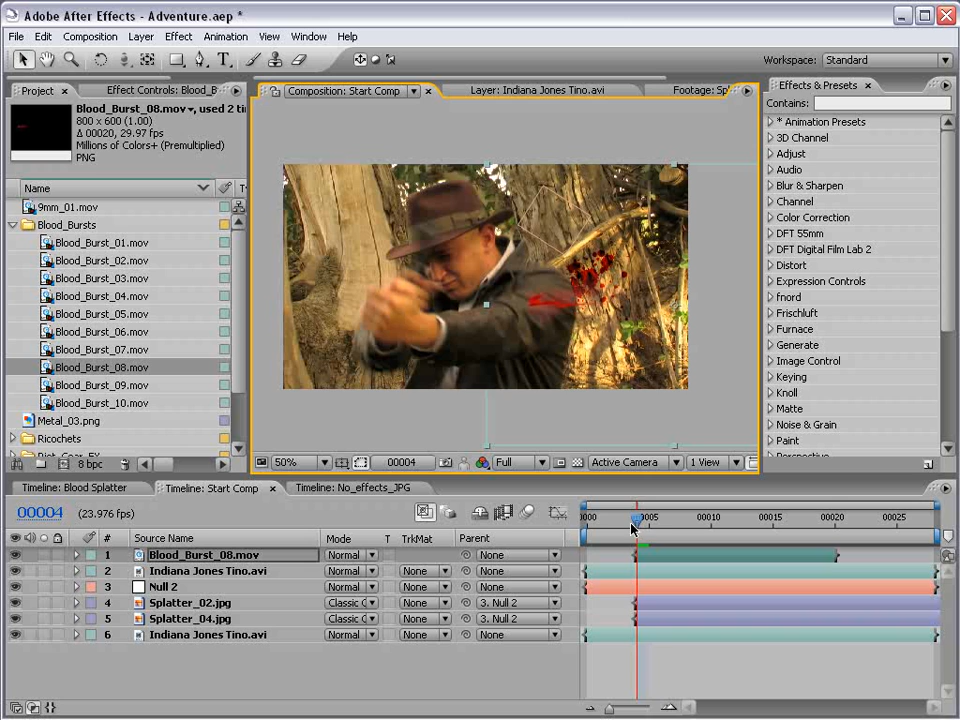 Adobe After Effects - Adventure.aep *
File Edit Composition Layer Effect Animation View Window Help
Workspace: Standard
Project × Effect Controls: Blood_B
Blood_Burst_08.mov, used 2 ti
800 x 600 (1.00)
Δ 00020, 29.97 fps
Millions of Colors+ (Premultiplied)
PNG
Name T
9mm_01.mov
Blood_Bursts
Blood_Burst_01.mov
Blood_Burst_02.mov
Blood_Burst_03.mov
Blood_Burst_04.mov
Blood_Burst_05.mov
Blood_Burst_06.mov
Blood_Burst_07.mov
Blood_Burst_08.mov
Blood_Burst_09.mov
Blood_Burst_10.mov
Metal_03.png
Ricochets
8 bpc
Composition: Start Comp × Layer: Indiana Jones Tino.avi Footage: Sp
50% 00004 Full Active Camera 1 View
Effects & Presets ×
Contains:
* Animation Presets
3D Channel
Adjust
Audio
Blur & Sharpen
Channel
Color Correction
DFT 55mm
DFT Digital Film Lab 2
Distort
Expression Controls
fnord
Frischluft
Furnace
Generate
Image Control
Keying
Knoll
Matte
Noise & Grain
Paint
Perspective
Timeline: Blood Splatter Timeline: Start Comp × Timeline: No_effects_JPG
00004 (23.976 fps)
0000 0005 00010 00015 00020 00025
# Source Name Mode T TrkMat Parent
1 Blood_Burst_08.mov Normal None
2 Indiana Jones Tino.avi Normal None None
3 Null 2 Normal None None
4 Splatter_02.jpg Classic C None 3. Null 2
5 Splatter_04.jpg Classic C None 3. Null 2
6 Indiana Jones Tino.avi Normal None None